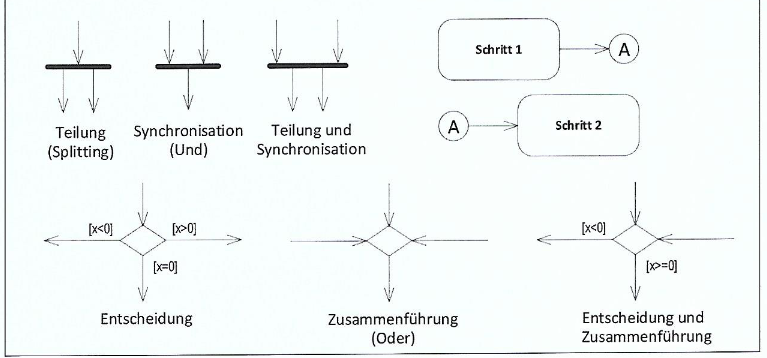 Schritt 1
A
A
Schritt 2
Teilung
(Splitting)
Synchronisation
(Und)
Teilung und
Synchronisation
[x<0]
[x>0]
[x=0]
Entscheidung
Zusammenführung
(Oder)
[x<0]
[x>=0]
Entscheidung und
Zusammenführung